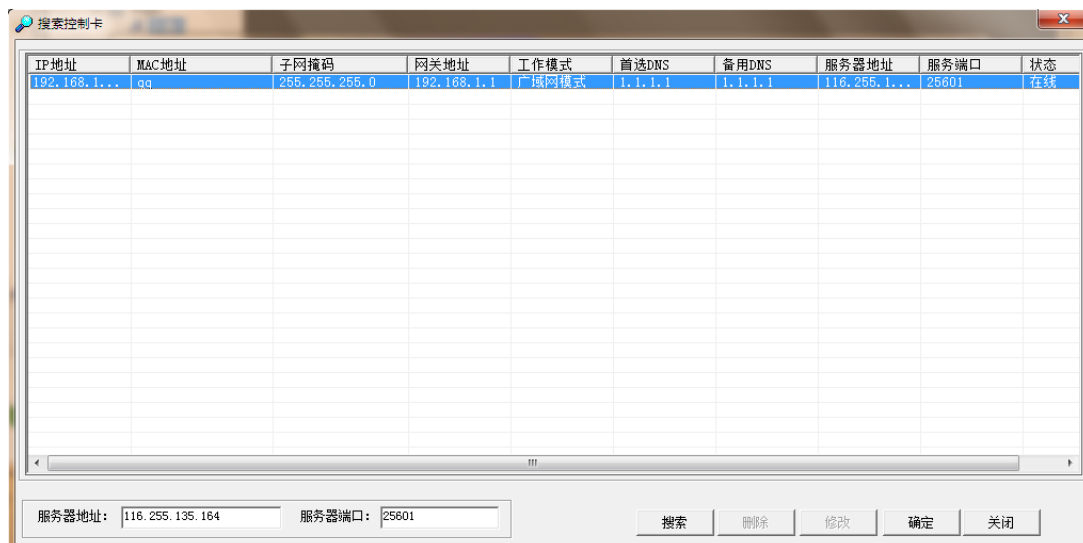 搜索控制卡
IP地址 MAC地址 子网掩码 网关地址 工作模式 首选DNS 备用DNS 服务器地址 服务端口 状态
192.168.1... qq 255.255.255.0 192.168.1.1 广域网模式 1.1.1.1 1.1.1.1 116.255.1... 25601 在线
服务器地址: 116.255.135.164 服务器端口: 25601 搜索 删除 修改 确定 关闭